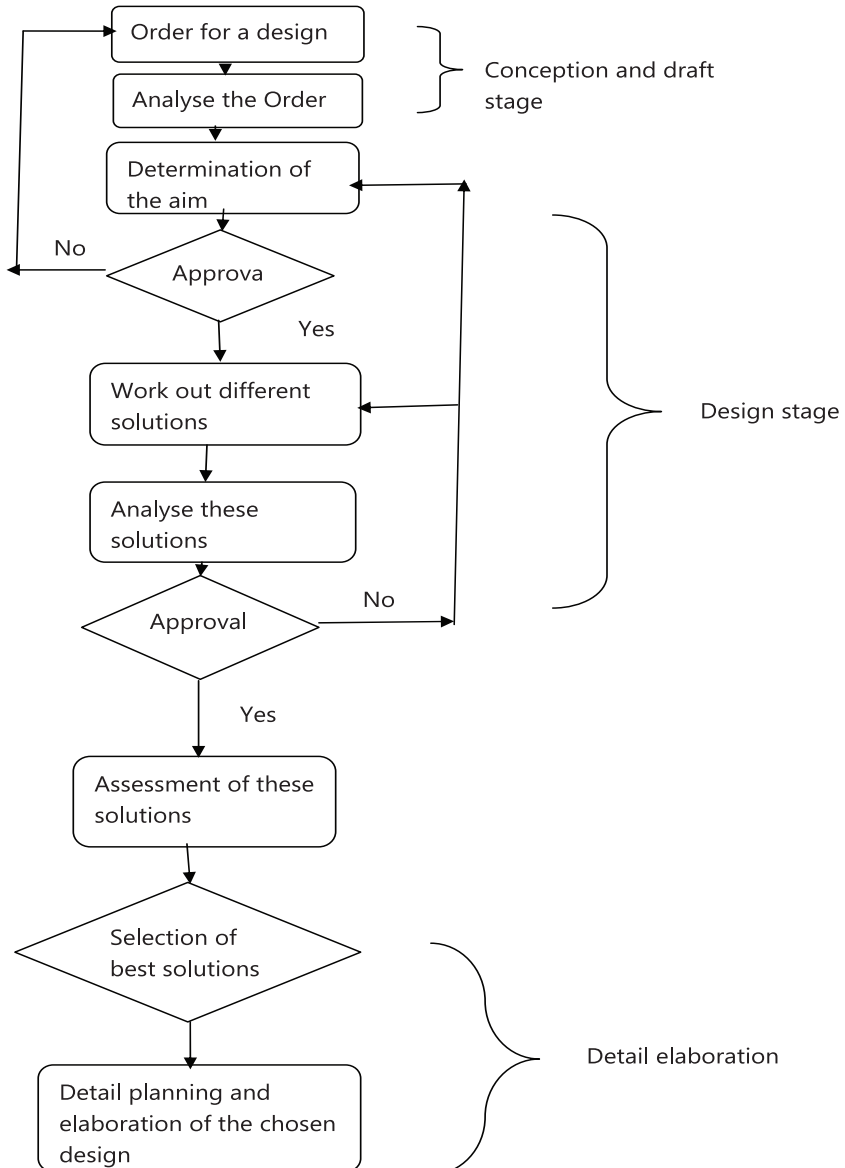 Order for a design
Conception and draft
stage
Analyse the Order
Determination of
the aim
No
Approva
Yes
Work out different
solutions
Design stage
Analyse these
solutions
No
Approval
Yes
Assessment of these
solutions
Selection of
best solutions
Detail elaboration
Detail planning and
elaboration of the chosen
design